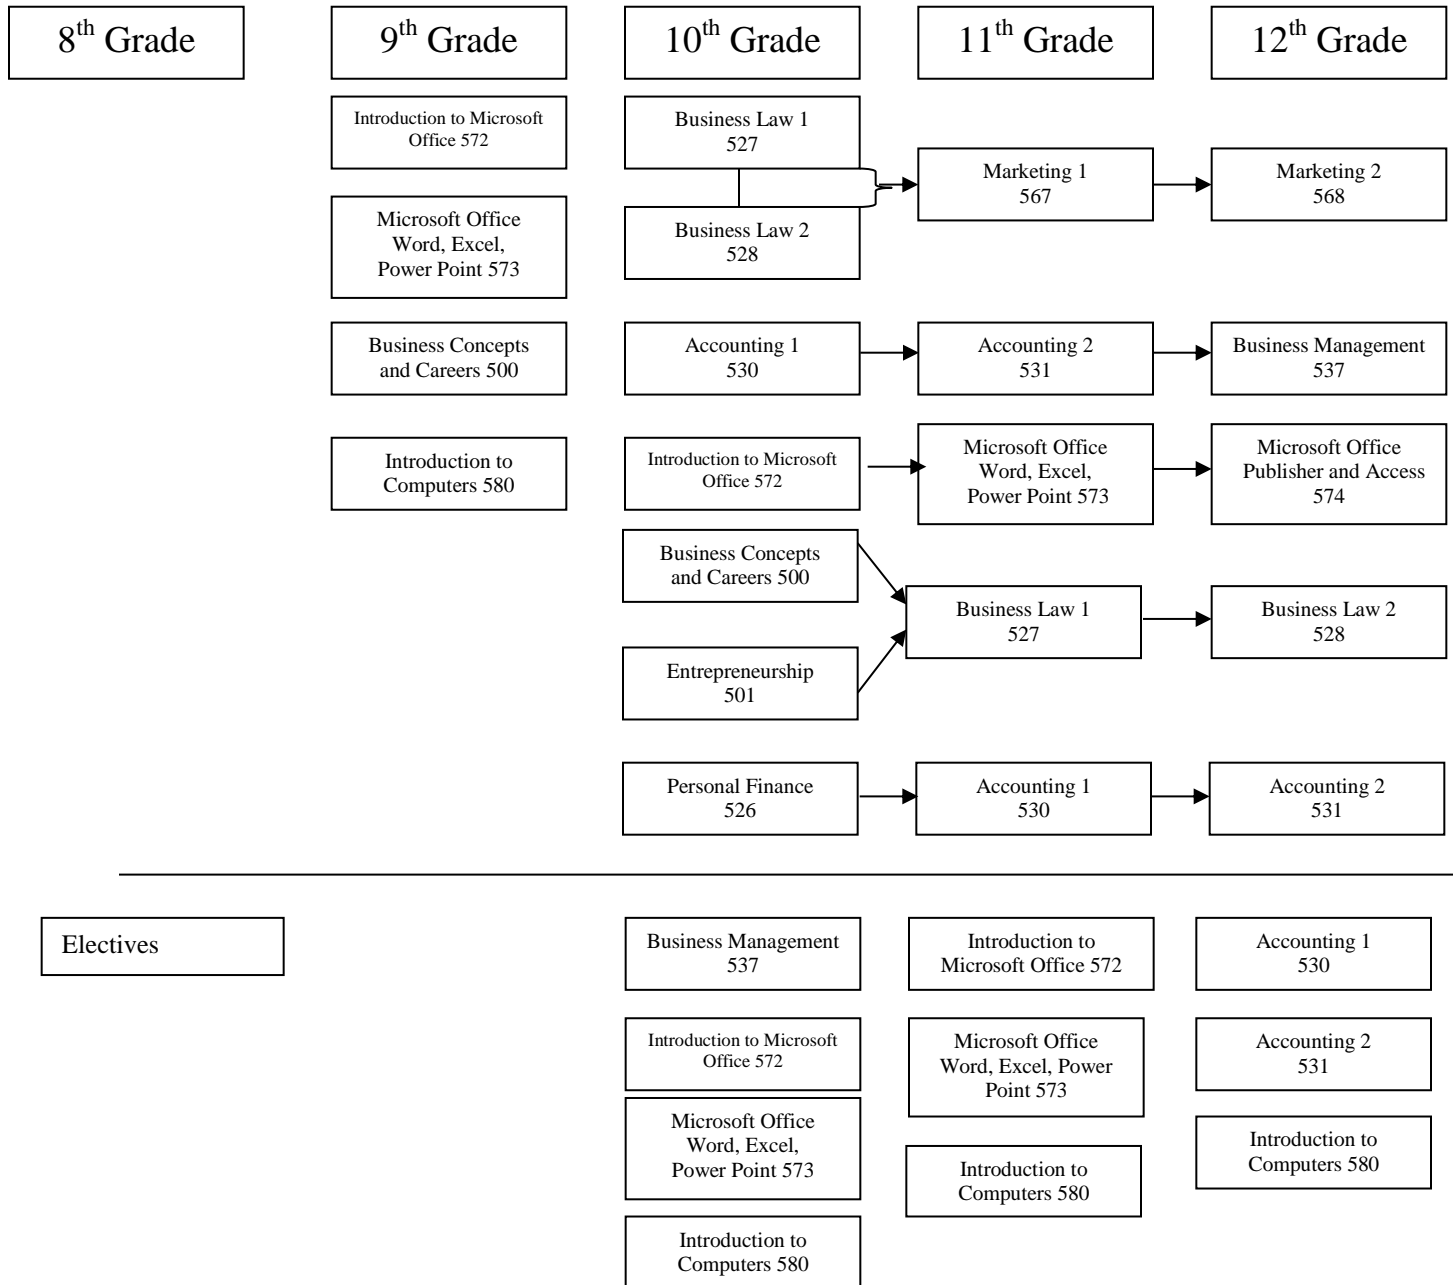 8th Grade
9th Grade
10th Grade
11th Grade
12th Grade
Introduction to Microsoft
Office 572
Business Law 1
527
Marketing 1
567
Marketing 2
568
Microsoft Office
Word, Excel,
Power Point 573
Business Law 2
528
Business Concepts
and Careers 500
Accounting 1
530
Accounting 2
531
Business Management
537
Introduction to
Computers 580
Introduction to Microsoft
Office 572
Microsoft Office
Word, Excel,
Power Point 573
Microsoft Office
Publisher and Access
574
Business Concepts
and Careers 500
Business Law 1
527
Business Law 2
528
Entrepreneurship
501
Personal Finance
526
Accounting 1
530
Accounting 2
531
Electives
Business Management
537
Introduction to
Microsoft Office 572
Accounting 1
530
Introduction to Microsoft
Office 572
Microsoft Office
Word, Excel, Power
Point 573
Accounting 2
531
Microsoft Office
Word, Excel,
Power Point 573
Introduction to
Computers 580
Introduction to
Computers 580
Introduction to
Computers 580